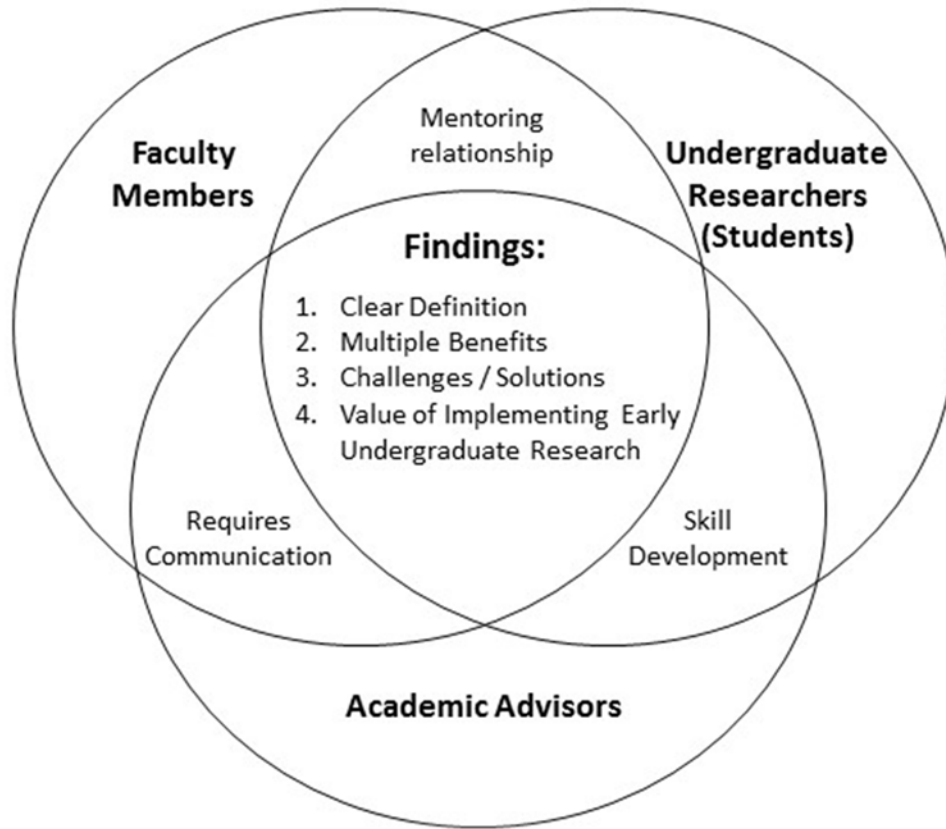 Mentoring
relationship
Faculty
Members
Undergraduate
Researchers
(Students)
Findings:
1. Clear Definition
2. Multiple Benefits
3. Challenges / Solutions
4. Value of Implementing Early
Undergraduate Research
Requires
Communication
Skill
Development
Academic Advisors